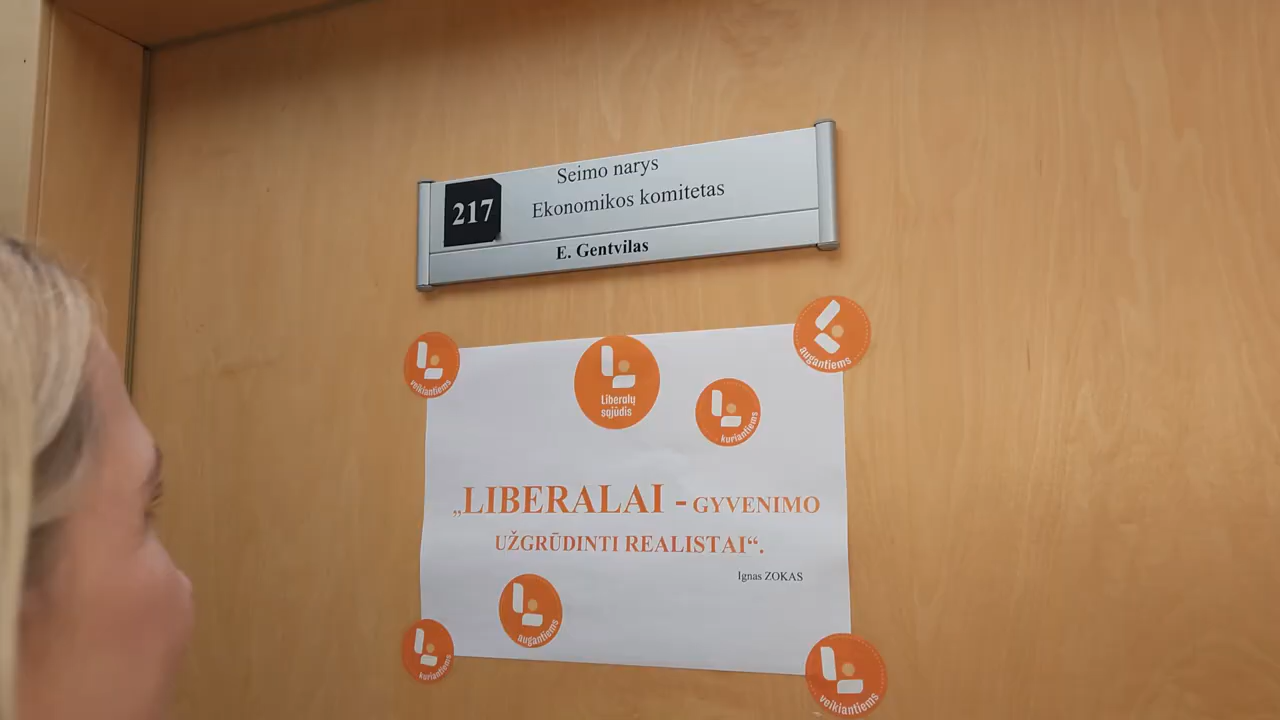 217
Seimo narys
Ekonomikos komitetas
E. Gentvilas
veikiantiems
Liberalų
sąjūdis
kuriantiems
augantiems
„LIBERALAI - GYVENIMO
UŽGRŪDINTI REALISTAI“.
Ignas ZOKAS
augantiems
kuriantiems
veikiantiems